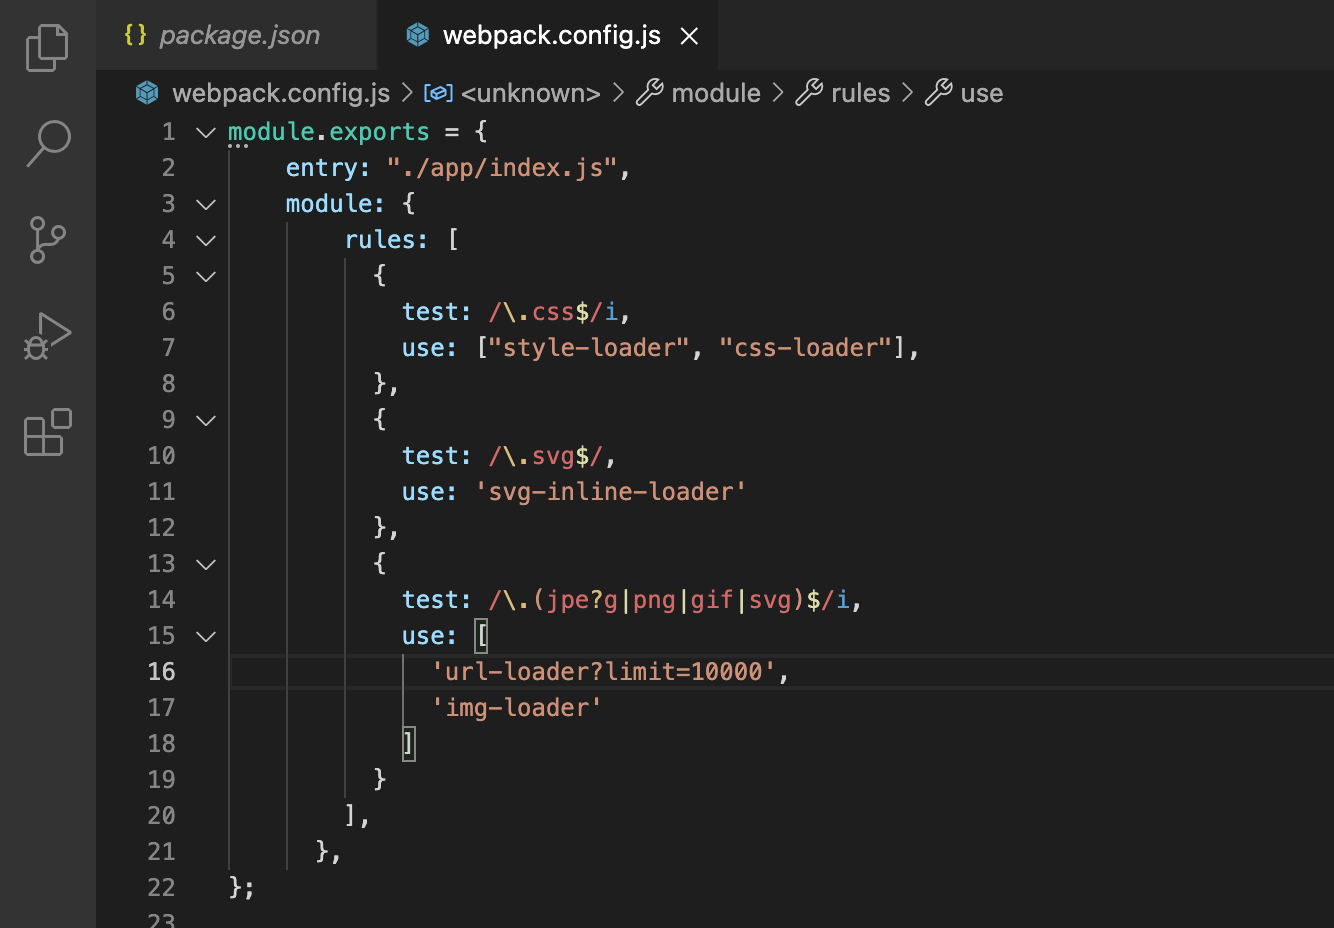 {} package.json webpack.config.js ×
webpack.config.js > <unknown> > module > rules > use
1 module.exports = {
2 entry: "./app/index.js",
3 module: {
4 rules: [
5 {
6 test: /\.css$/i,
7 use: ["style-loader", "css-loader"],
8 },
9 {
10 test: /\.svg$/,
11 use: 'svg-inline-loader'
12 },
13 {
14 test: /\.(jpe?g|png|gif|svg)$/i,
15 use: [
16 'url-loader?limit=10000',
17 'img-loader'
18 ]
19 }
20 ],
21 },
22 };
23